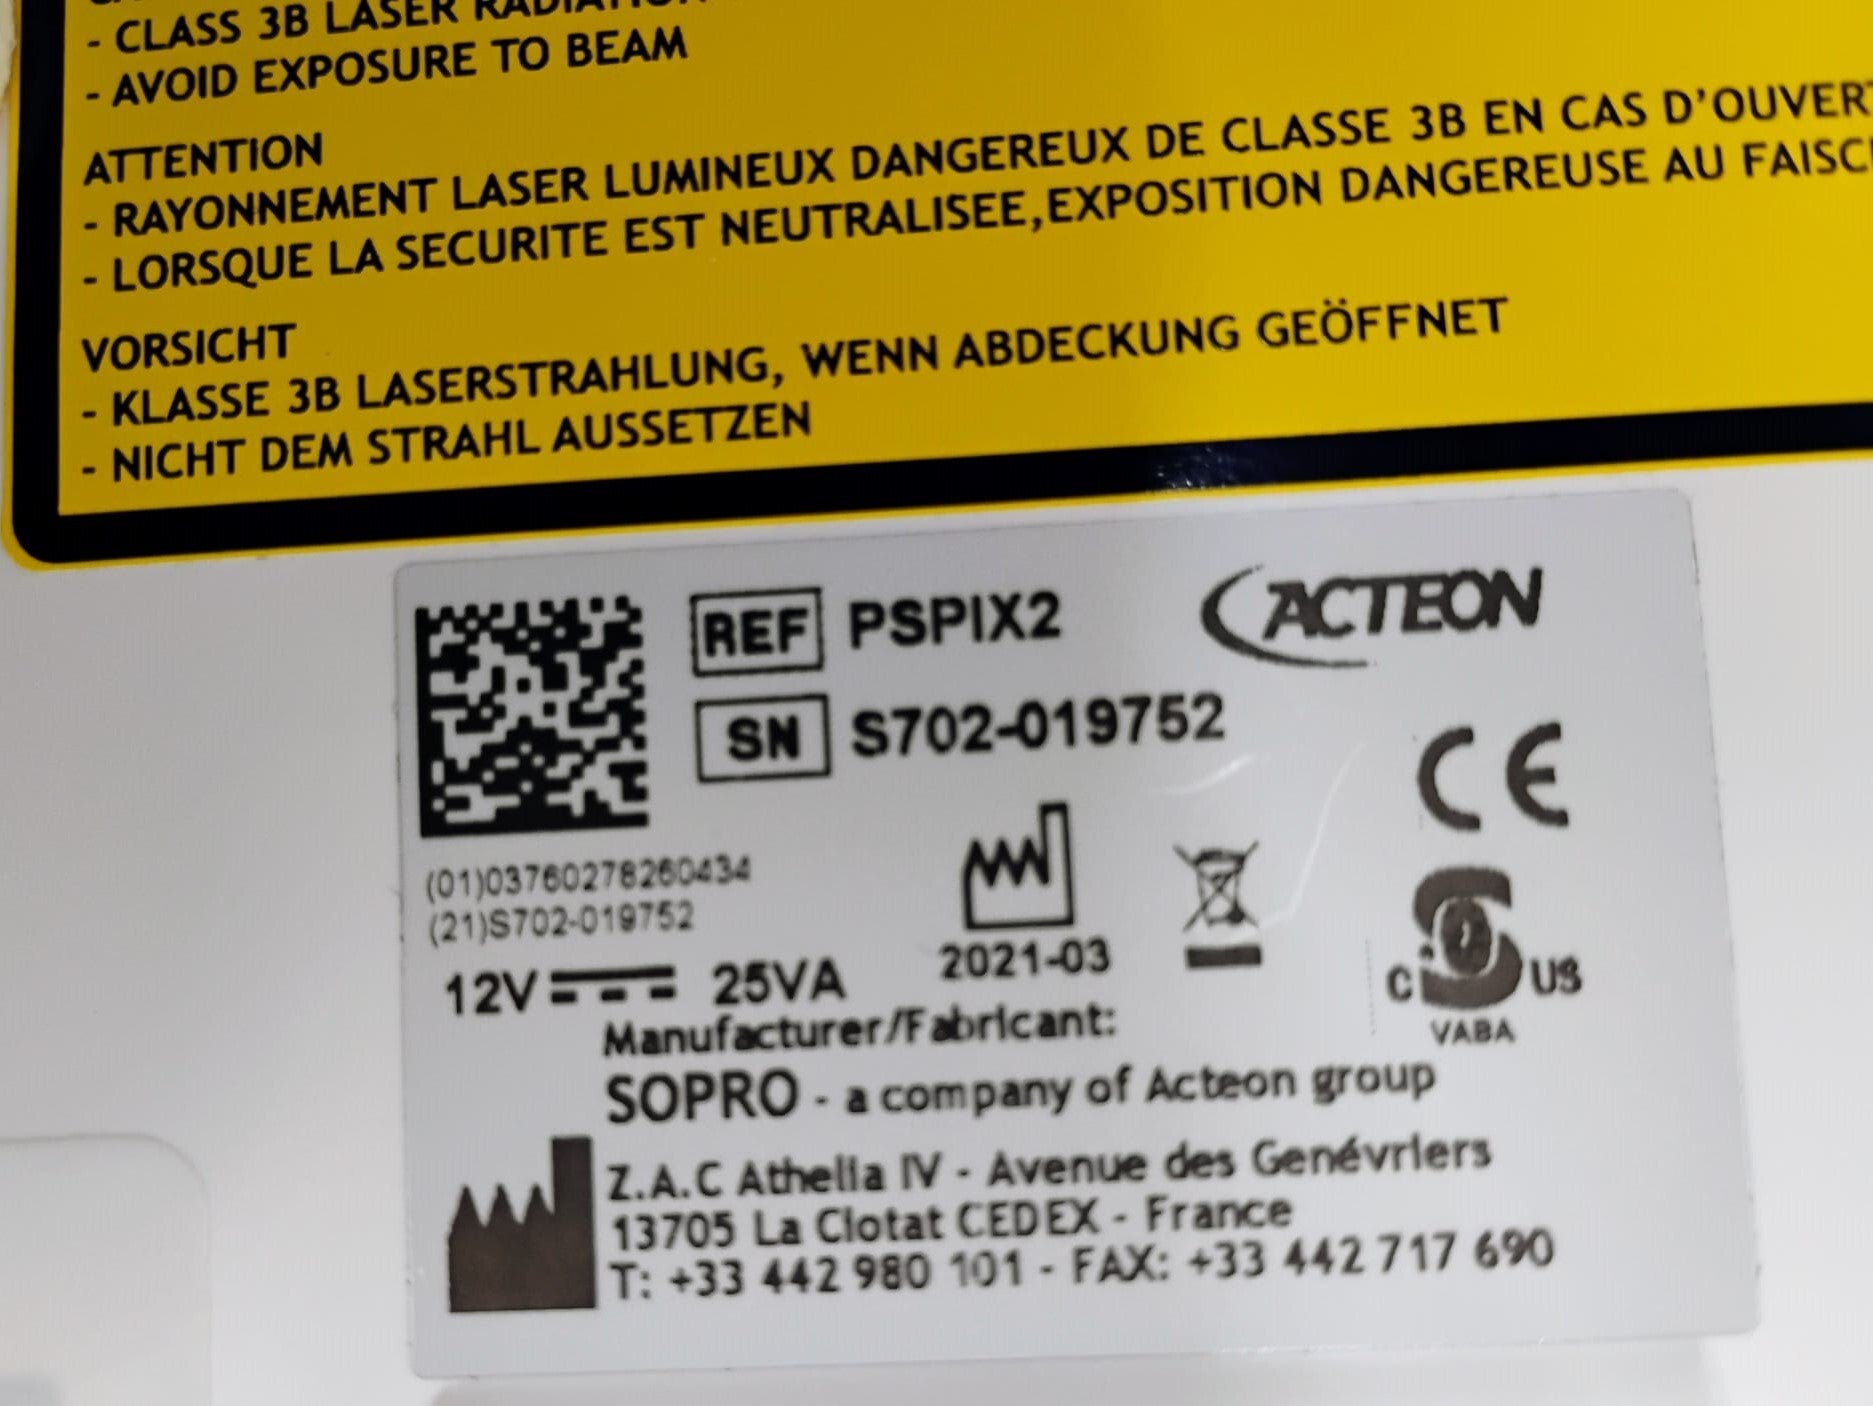 - CLASS 3B LASER RADIATION
- AVOID EXPOSURE TO BEAM
ATTENTION
- RAYONNEMENT LASER LUMINEUX DANGEREUX DE CLASSE 3B EN CAS D'OUVERT
- LORSQUE LA SECURITE EST NEUTRALISEE,EXPOSITION DANGEREUSE AU FAISC
VORSICHT
- KLASSE 3B LASERSTRAHLUNG, WENN ABDECKUNG GEÖFFNET
- NICHT DEM STRAHL AUSSETZEN
REF PSPIX2 ACTEON
SN S702-019752
CE
(01)03760278260434
(21)S702-019752
2021-03
C US
VABA
12V 25VA
Manufacturer/Fabricant:
SOPRO - a company of Acteon group
Z.A.C Athelia IV - Avenue des Genévriers
13705 La Ciotat CEDEX - France
T: +33 442 980 101 - FAX: +33 442 717 690